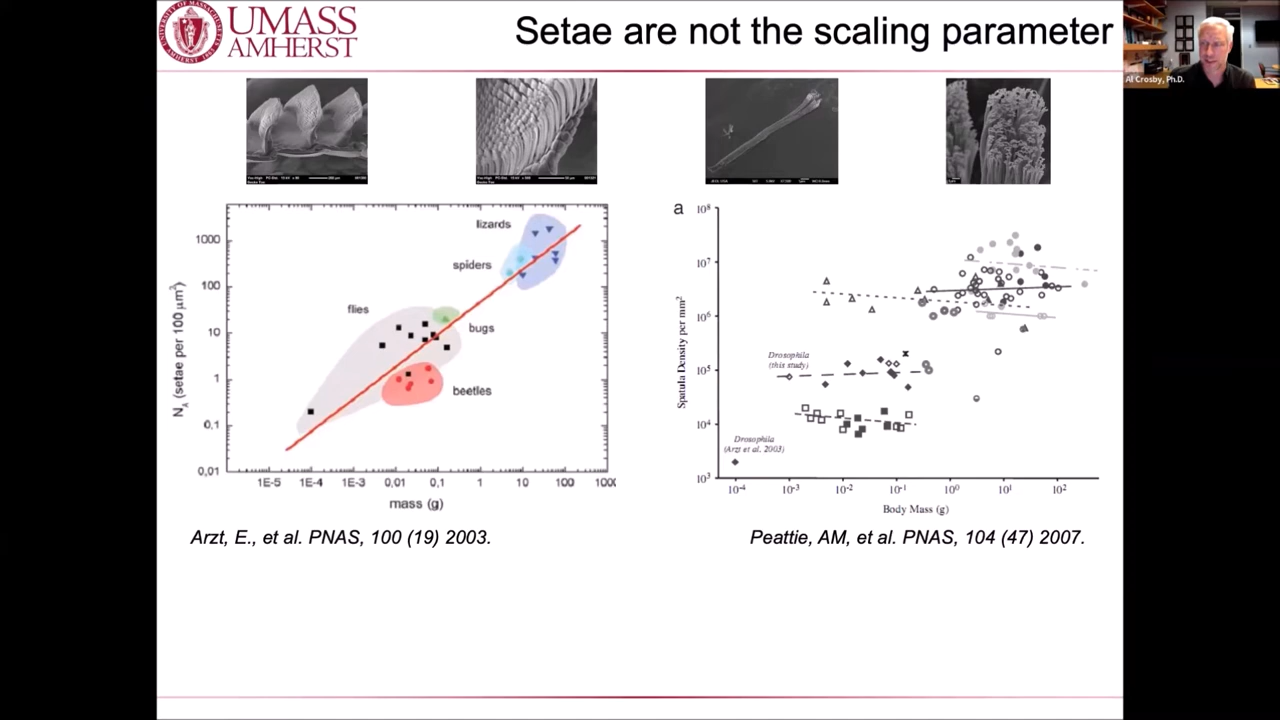 UNIVERSITY OF MASSACHUSETTS
UMASS
AMHERST
Setae are not the scaling parameter
Al Crosby, Ph.D.
lizards
spiders
flies
bugs
beetles
1000
100
10
1
0,1
0,01
N_A (setae per 100 μm²)
1E-5 1E-4 1E-3 0,01 0,1 1 10 100 100(
mass (g)
a
10⁸
10⁷
10⁶
10⁵
10⁴
10³
Spatula Density per mm²
Drosophila
(this study)
Drosophila
(Arzt et al. 2003)
10⁻⁴ 10⁻³ 10⁻² 10⁻¹ 10⁰ 10¹ 10²
Body Mass (g)
Arzt, E., et al. PNAS, 100 (19) 2003.
Peattie, AM, et al. PNAS, 104 (47) 2007.